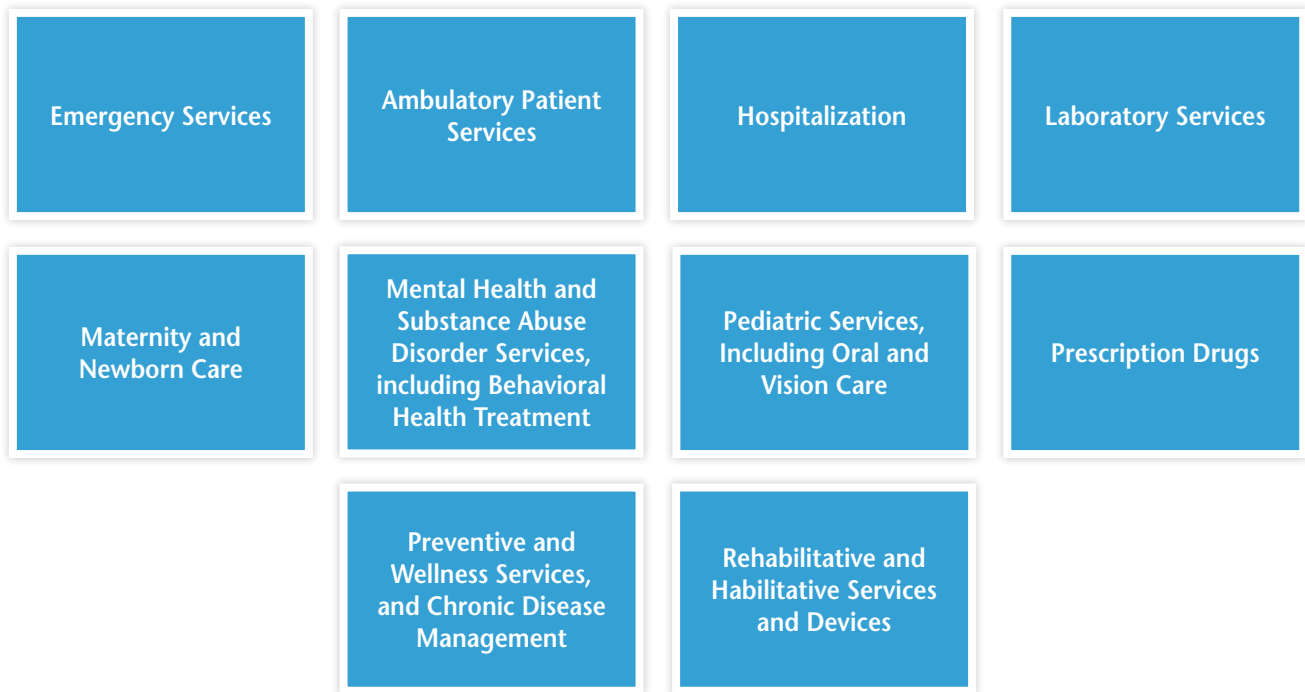 Emergency Services
Ambulatory Patient
Services
Hospitalization
Laboratory Services
Maternity and
Newborn Care
Mental Health and
Substance Abuse
Disorder Services,
including Behavioral
Health Treatment
Pediatric Services,
Including Oral and
Vision Care
Prescription Drugs
Preventive and
Wellness Services,
and Chronic Disease
Management
Rehabilitative and
Habilitative Services
and Devices